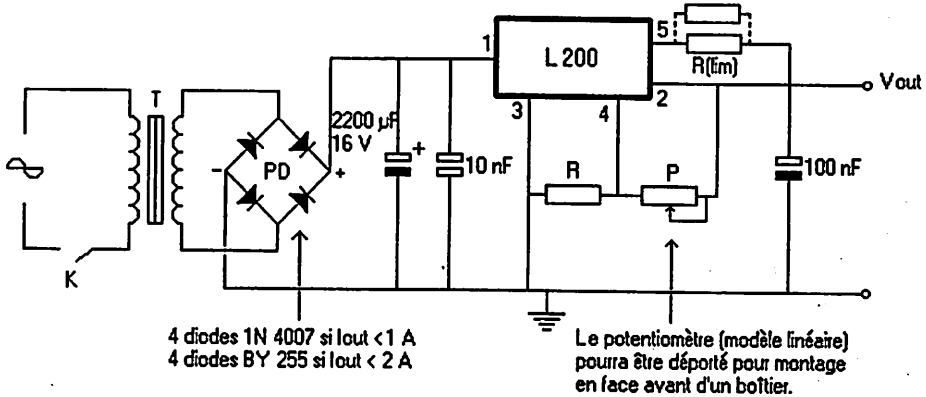 5
1
L 200
R(lim)
Vout
2
T
3
4
2200 µF
16 V
+
10 nF
-
PD
+
R
P
100 nF
K
4 diodes 1N 4007 si Iout < 1 A
4 diodes BY 255 si Iout < 2 A
Le potentiomètre (modèle linéaire)
pourra être déporté pour montage
en face avant d'un boîtier.